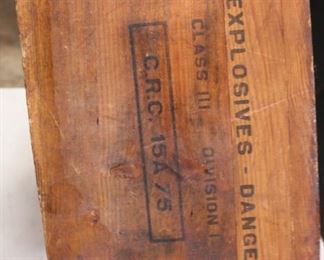 EXPLOSIVES - DANGE
CLASS III DIVISION I
C.R.C. 15A/75